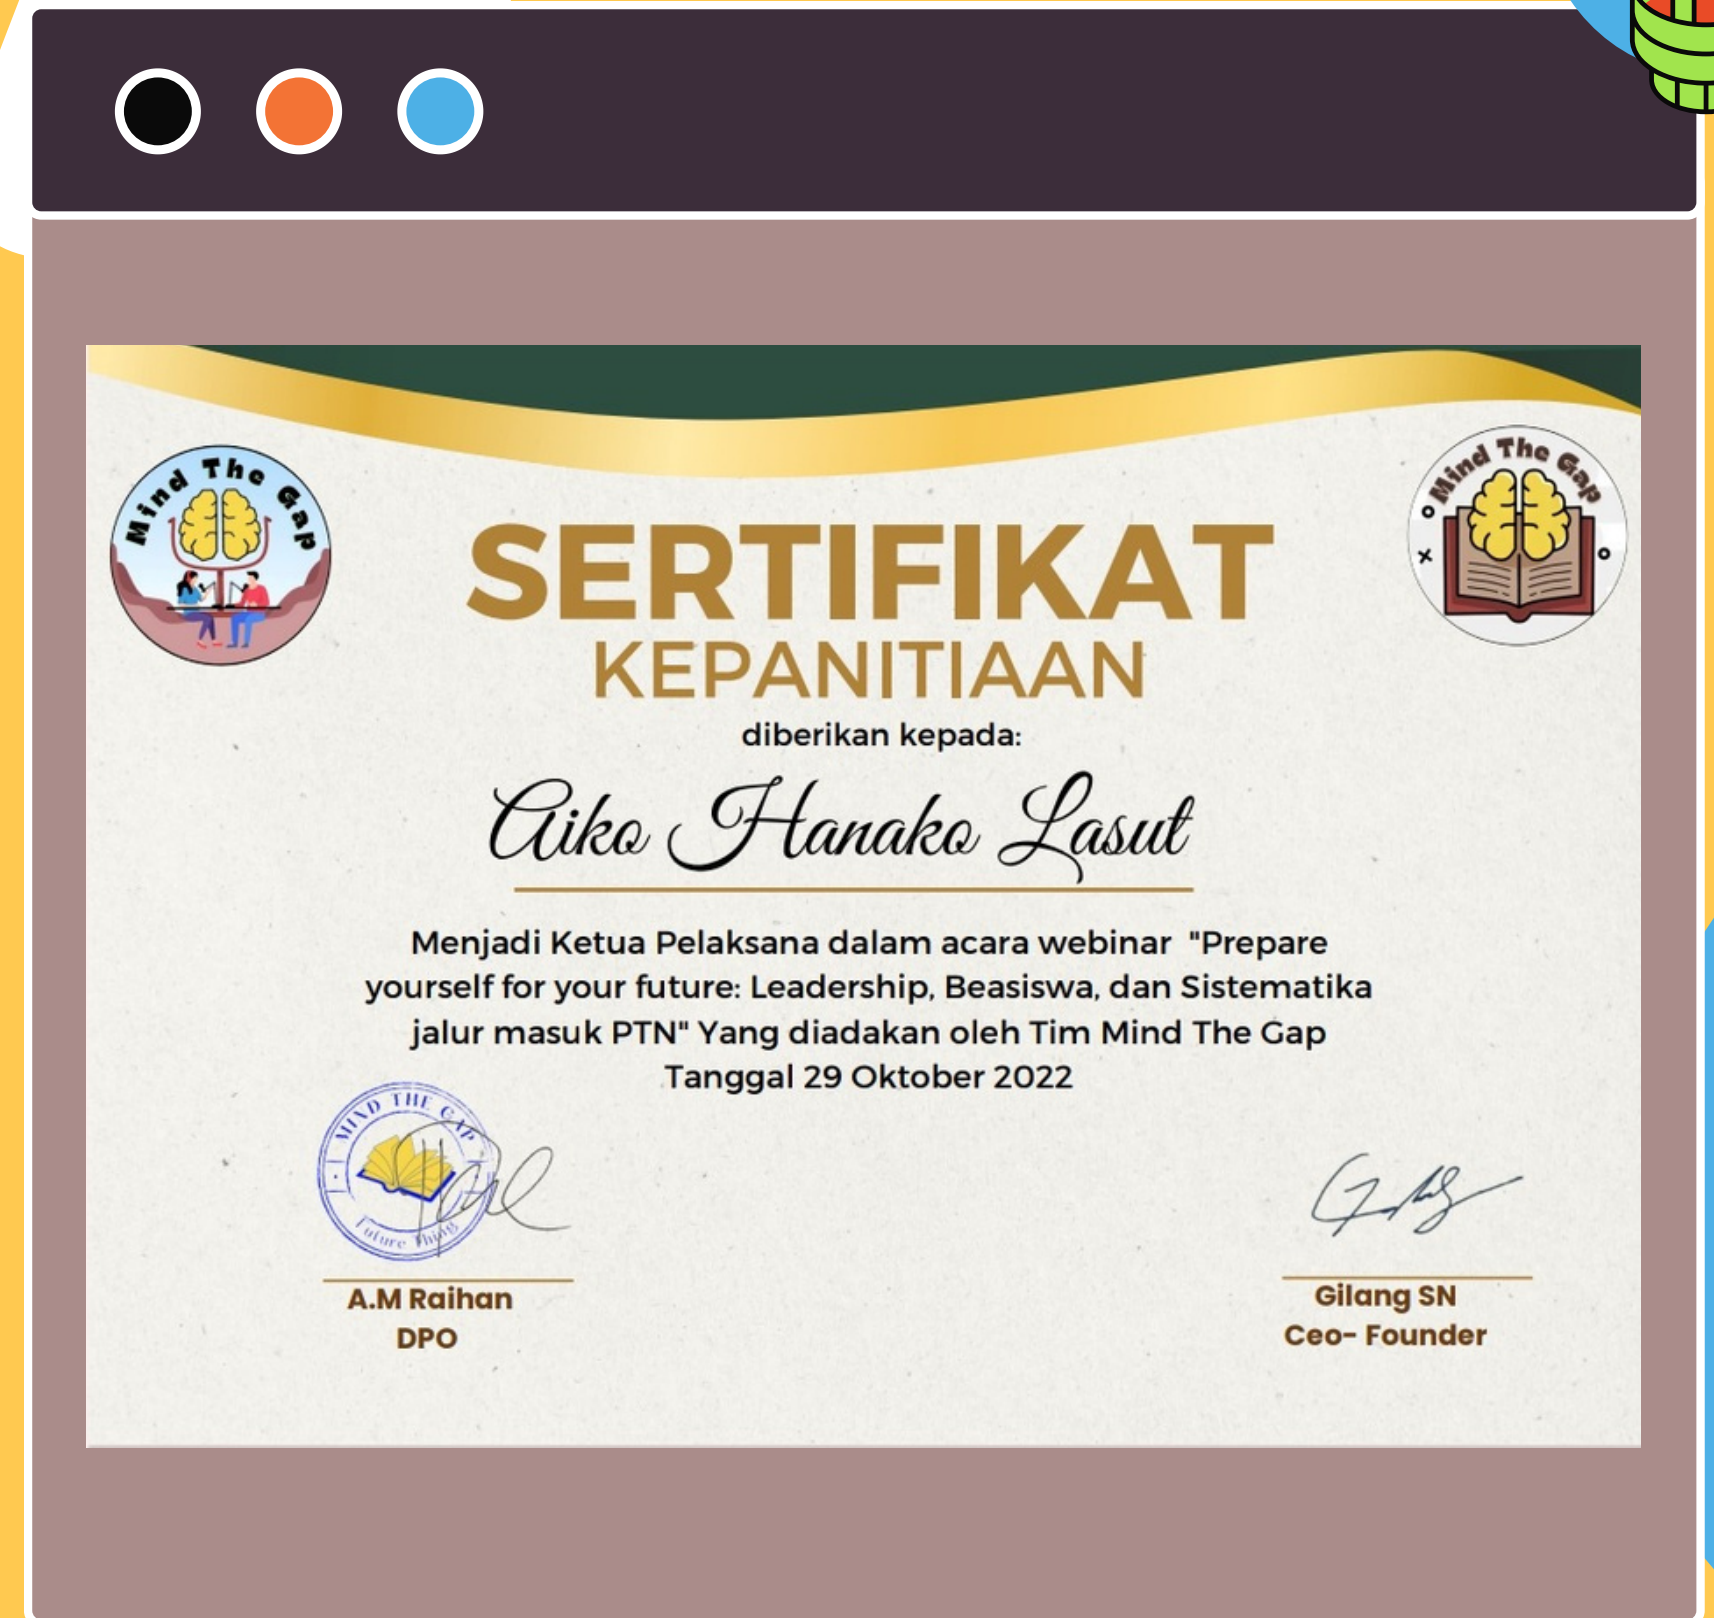 Mind The Gap
Mind The Gap
SERTIFIKAT
KEPANITIAAN
diberikan kepada:
Aiko Hanako Lasut
Menjadi Ketua Pelaksana dalam acara webinar "Prepare
yourself for your future: Leadership, Beasiswa, dan Sistematika
jalur masuk PTN" Yang diadakan oleh Tim Mind The Gap
Tanggal 29 Oktober 2022
MIND THE GAP
Future Thing
A.M Raihan
DPO
Gilang SN
Ceo- Founder